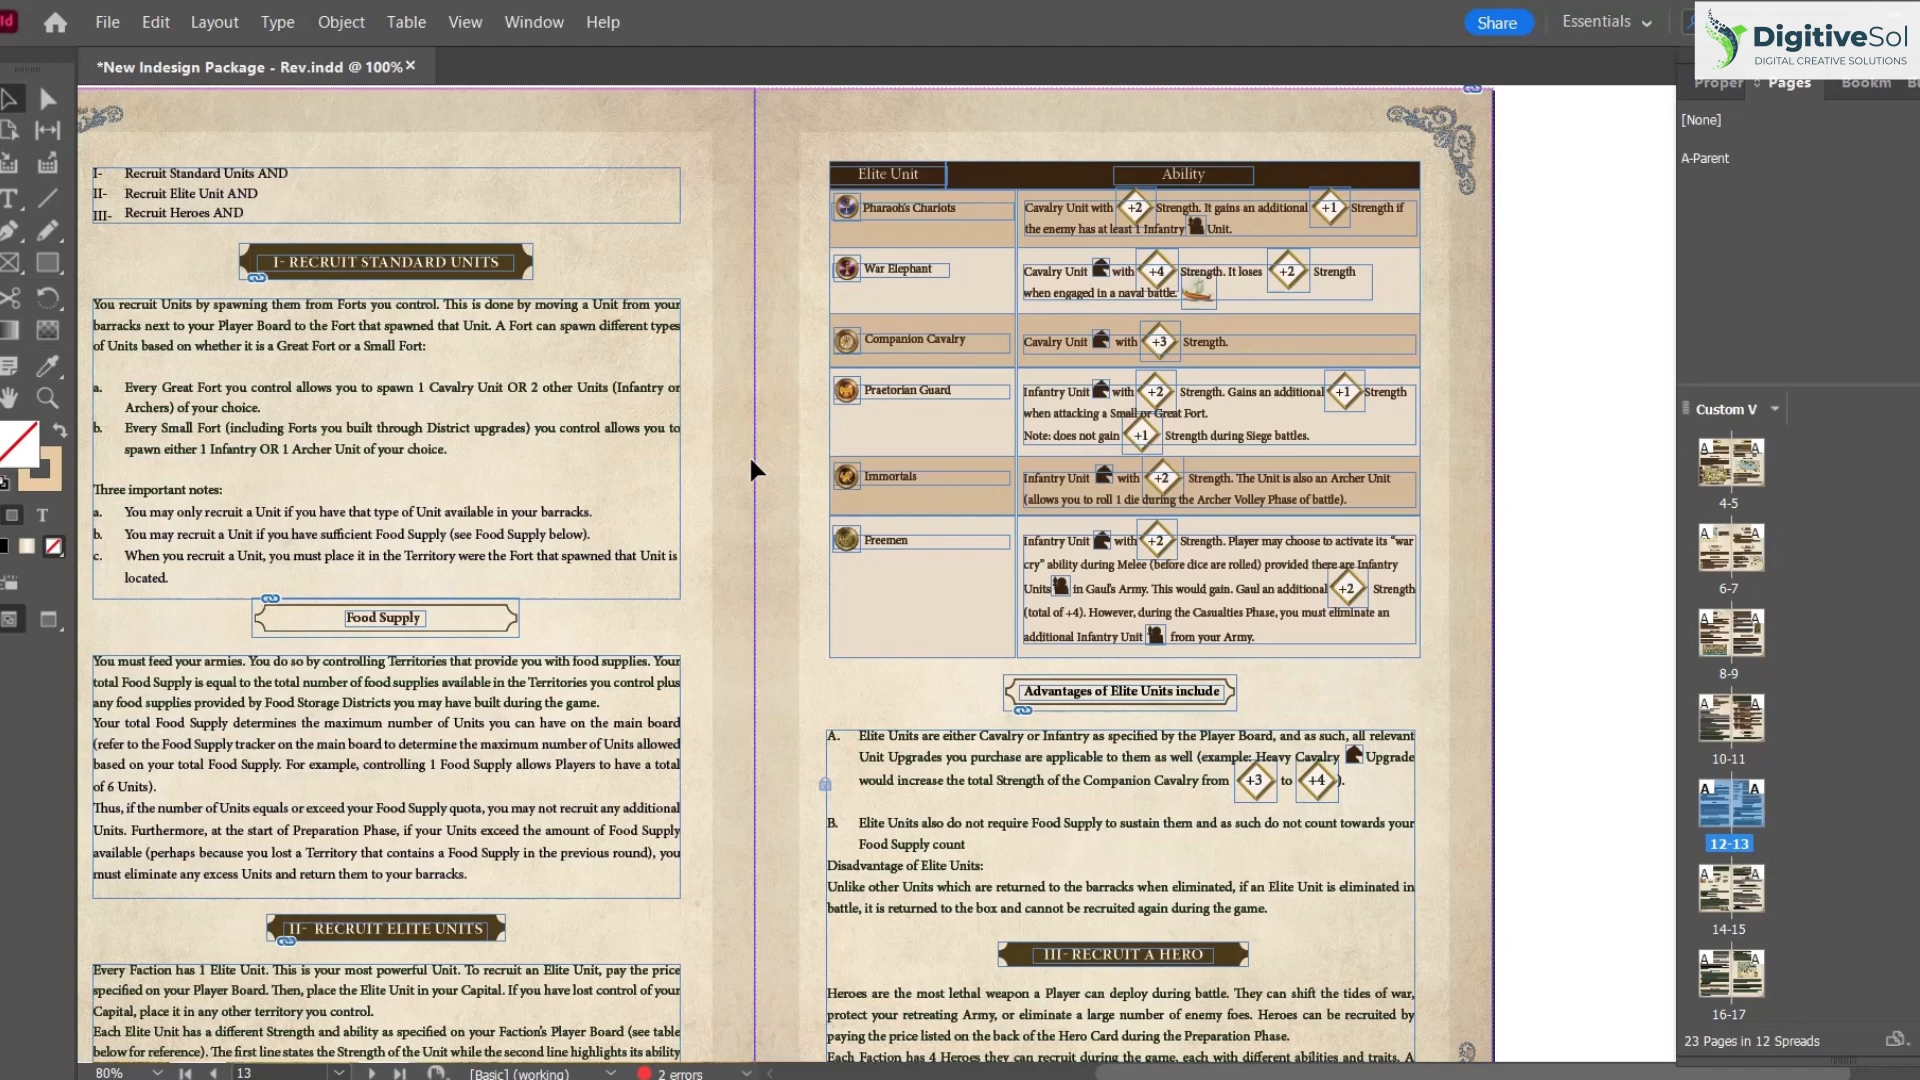 File Edit Layout Type Object Table View Window Help
Share
Essentials
DigitiveSol
DIGITAL CREATIVE SOLUTIONS
*New Indesign Package - Rev.indd @ 100% ×
Proper
Pages
Bookm
[None]
A-Parent
I- Recruit Standard Units AND
II- Recruit Elite Unit AND
III- Recruit Heroes AND
I- RECRUIT STANDARD UNITS
You recruit Units by spawning them from Forts you control. This is done by moving a Unit from your
barracks next to your Player Board to the Fort that spawned that Unit. A Fort can spawn different types
of Units based on whether it is a Great Fort or a Small Fort:
a. Every Great Fort you control allows you to spawn 1 Cavalry Unit OR 2 other Units (Infantry or
Archers) of your choice.
b. Every Small Fort (including Forts you built through District upgrades) you control allows you to
spawn either 1 Infantry OR 1 Archer Unit of your choice.
Three important notes:
a. You may only recruit a Unit if you have that type of Unit available in your barracks.
b. You may recruit a Unit if you have sufficient Food Supply (see Food Supply below).
c. When you recruit a Unit, you must place it in the Territory were the Fort that spawned that Unit is
located.
Food Supply
You must feed your armies. You do so by controlling Territories that provide you with food supplies. Your
total Food Supply is equal to the total number of food supplies available in the Territories you control plus
any food supplies provided by Food Storage Districts you may have built during the game.
Your total Food Supply determines the maximum number of Units you can have on the main board
(refer to the Food Supply tracker on the main board to determine the maximum number of Units allowed
based on your total Food Supply. For example, controlling 1 Food Supply allows Players to have a total
of 6 Units).
Thus, if the number of Units equals or exceed your Food Supply quota, you may not recruit any additional
Units. Furthermore, at the start of Preparation Phase, if your Units exceed the amount of Food Supply
available (perhaps because you lost a Territory that contains a Food Supply in the previous round), you
must eliminate any excess Units and return them to your barracks.
II- RECRUIT ELITE UNITS
Every Faction has 1 Elite Unit. This is your most powerful Unit. To recruit an Elite Unit, pay the price
specified on your Player Board. Then, place the Elite Unit in your Capital. If you have lost control of your
Capital, place it in any other territory you control.
Each Elite Unit has a different Strength and ability as specified on your Faction's Player Board (see table
below for reference). The first line states the Strength of the Unit while the second line highlights its ability
Elite Unit Ability
Pharaoh's Chariots
Cavalry Unit with +2 Strength. It gains an additional +1 Strength if
the enemy has at least 1 Infantry Unit.
War Elephant
Cavalry Unit with +4 Strength. It loses +2 Strength
when engaged in a naval battle.
Companion Cavalry
Cavalry Unit with +3 Strength.
Praetorian Guard
Infantry Unit with +2 Strength. Gains an additional +1 Strength
when attacking a Small or Great Fort.
Note: does not gain +1 Strength during Siege battles.
Immortals
Infantry Unit with +2 Strength. The Unit is also an Archer Unit
(allows you to roll 1 die during the Archer Volley Phase of battle).
Freemen
Infantry Unit with +2 Strength. Player may choose to activate its "war
cry" ability during Melee (before dice are rolled) provided there are Infantry
Units in Gaul's Army. This would gain. Gaul an additional +2 Strength
(total of +4). However, during the Casualties Phase, you must eliminate an
additional Infantry Unit from your Army.
Advantages of Elite Units include
A. Elite Units are either Cavalry or Infantry as specified by the Player Board, and as such, all relevant
Unit Upgrades you purchase are applicable to them as well (example: Heavy Cavalry Upgrade
would increase the total Strength of the Companion Cavalry from +3 to +4 ).
B. Elite Units also do not require Food Supply to sustain them and as such do not count towards your
Food Supply count
Disadvantage of Elite Units:
Unlike other Units which are returned to the barracks when eliminated, if an Elite Unit is eliminated in
battle, it is returned to the box and cannot be recruited again during the game.
III- RECRUIT A HERO
Heroes are the most lethal weapon a Player can deploy during battle. They can shift the tides of war,
protect your retreating Army, or eliminate a large number of enemy foes. Heroes can be recruited by
paying the price listed on the back of the Hero Card during the Preparation Phase.
Each Faction has 4 Heroes they can recruit during the game, each with different abilities and traits. A
Custom V
A A
4-5
6-7
8-9
10-11
A A
12-13
A A
14-15
A A
16-17
23 Pages in 12 Spreads
80%
13
[Basic] (working)
2 errors